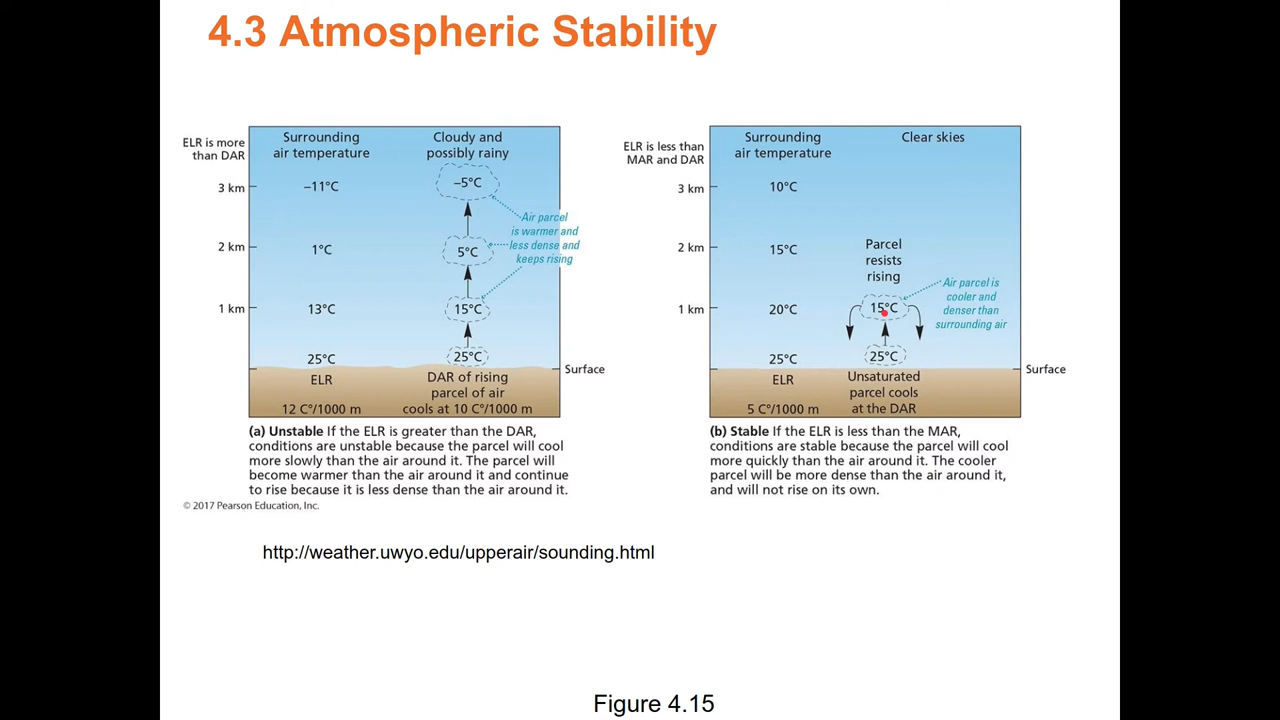 4.3 Atmospheric Stability
ELR is more
than DAR
Surrounding
air temperature
Cloudy and
possibly rainy
3 km
–11°C
–5°C
Air parcel
is warmer and
less dense and
keeps rising
2 km
1°C
5°C
1 km
13°C
15°C
25°C
25°C
Surface
ELR
12 C°/1000 m
DAR of rising
parcel of air
cools at 10 C°/1000 m
(a) Unstable If the ELR is greater than the DAR,
conditions are unstable because the parcel will cool
more slowly than the air around it. The parcel will
become warmer than the air around it and continue
to rise because it is less dense than the air around it.
© 2017 Pearson Education, Inc.
ELR is less than
MAR and DAR
Surrounding
air temperature
Clear skies
3 km
10°C
2 km
15°C
Parcel
resists
rising
Air parcel is
cooler and
denser than
surrounding air
1 km
20°C
15°C
25°C
25°C
Surface
ELR
5 C°/1000 m
Unsaturated
parcel cools
at the DAR
(b) Stable If the ELR is less than the MAR,
conditions are stable because the parcel will cool
more quickly than the air around it. The cooler
parcel will be more dense than the air around it,
and will not rise on its own.
http://weather.uwyo.edu/upperair/sounding.html
Figure 4.15